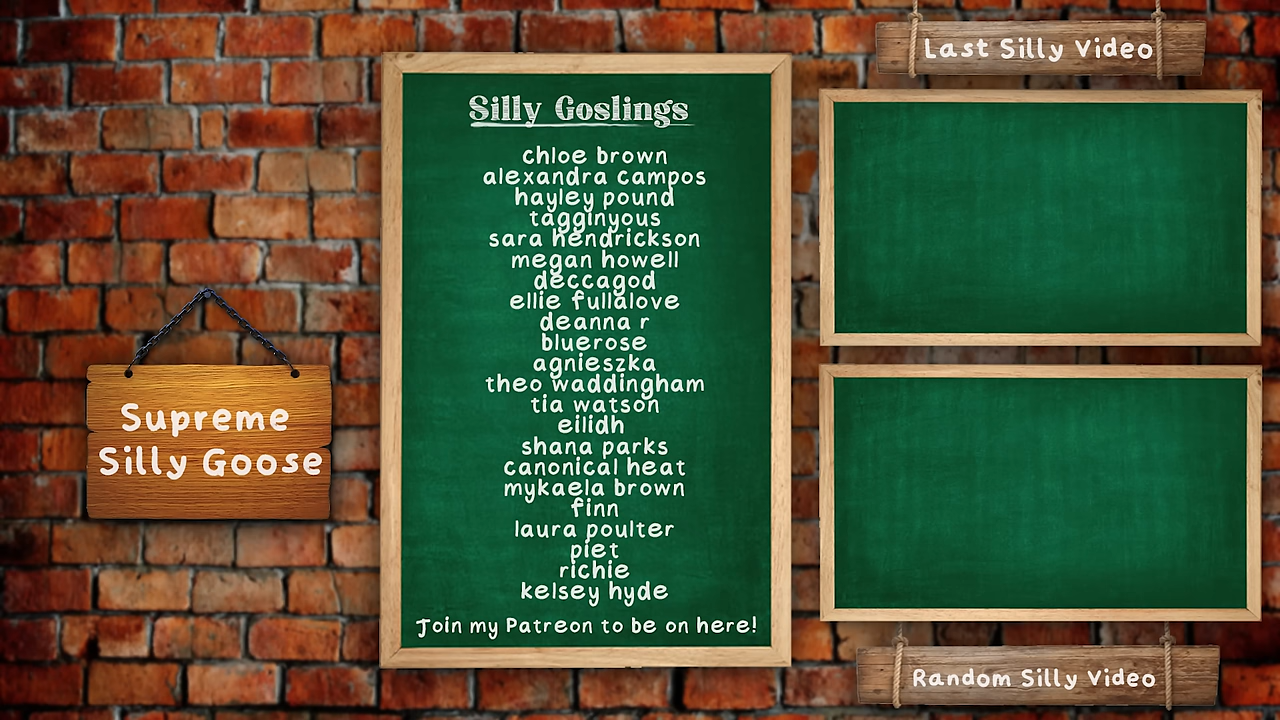 Supreme
Silly Goose
Silly Goslings
chloe brown
alexandra campos
hayley pound
tagginyous
sara hendrickson
megan howell
deccagod
ellie fullalove
deanna r
bluerose
agnieszka
theo waddingham
tia watson
eilidh
shana parks
canonical heat
mykaela brown
finn
laura poulter
piet
richie
kelsey hyde
Join my Patreon to be on here!
Last Silly Video
Random Silly Video